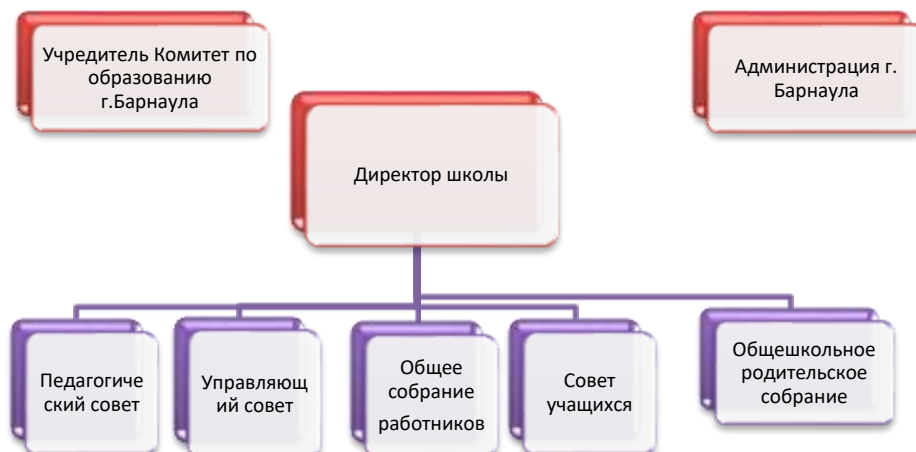 Учредитель Комитет по
образованию
г.Барнаула
Администрация г.
Барнаула
Директор школы
Педагогиче
ский совет
Управляющ
ий совет
Общее
собрание
работников
Совет
учащихся
Общешкольное
родительское
собрание